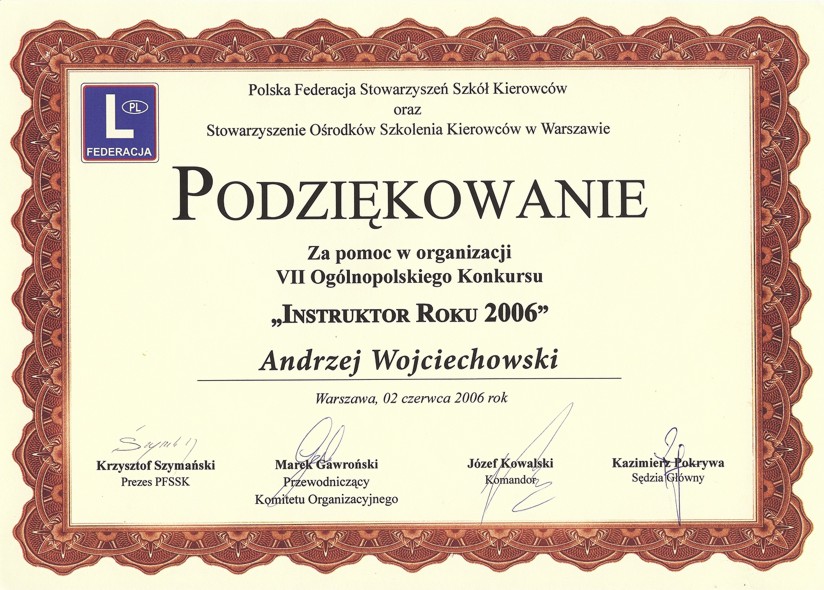 L
PL
FEDERACJA
Polska Federacja Stowarzyszeń Szkół Kierowców
oraz
Stowarzyszenie Ośrodków Szkolenia Kierowców w Warszawie
PODZIĘKOWANIE
Za pomoc w organizacji
VII Ogólnopolskiego Konkursu
„INSTRUKTOR ROKU 2006”
Andrzej Wojciechowski
Warszawa, 02 czerwca 2006 rok
Krzysztof Szymański
Prezes PFSSK
Marek Gawroński
Przewodniczący
Komitetu Organizacyjnego
Józef Kowalski
Komandor
Kazimierz Pokrywa
Sędzia Główny